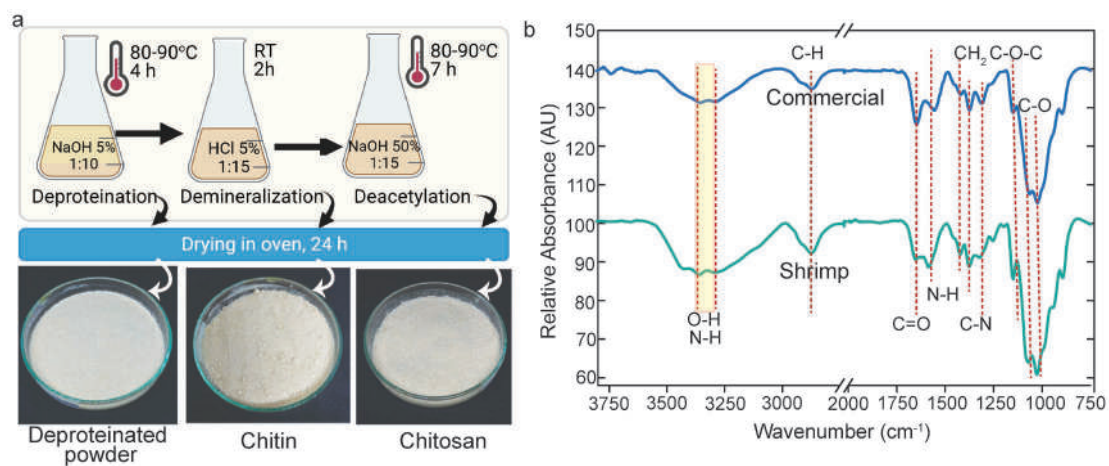 a
80-90°C
4 h
RT
2h
80-90°C
7 h
NaOH 5%
1:10
HCl 5%
1:15
NaOH 50%
1:15
Deproteination
Demineralization
Deacetylation
Drying in oven, 24 h
Deproteinated
powder
Chitin
Chitosan
b
Relative Absorbance (AU)
150
140
130
120
110
100
90
80
70
60
C-H
CH2 C-O-C
Commercial
C-O
Shrimp
O-H
N-H
C=O
N-H
C-N
3750 3500 3250 3000 2000 1750 1500 1250 1000 750
Wavenumber (cm-1)